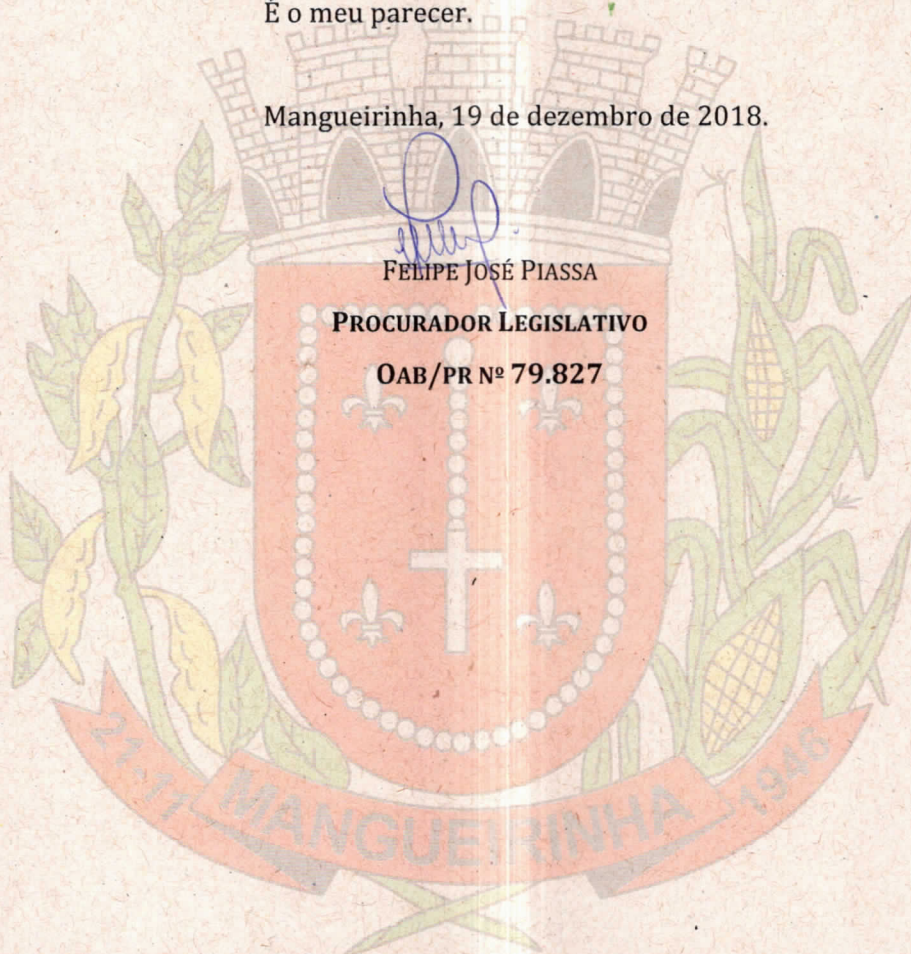 É o meu parecer.
Mangueirinha, 19 de dezembro de 2018.
FELIPE JOSÉ PIASSA
PROCURADOR LEGISLATIVO
OAB/PR Nº 79.827
21-11 MANGUEIRINHA 1946